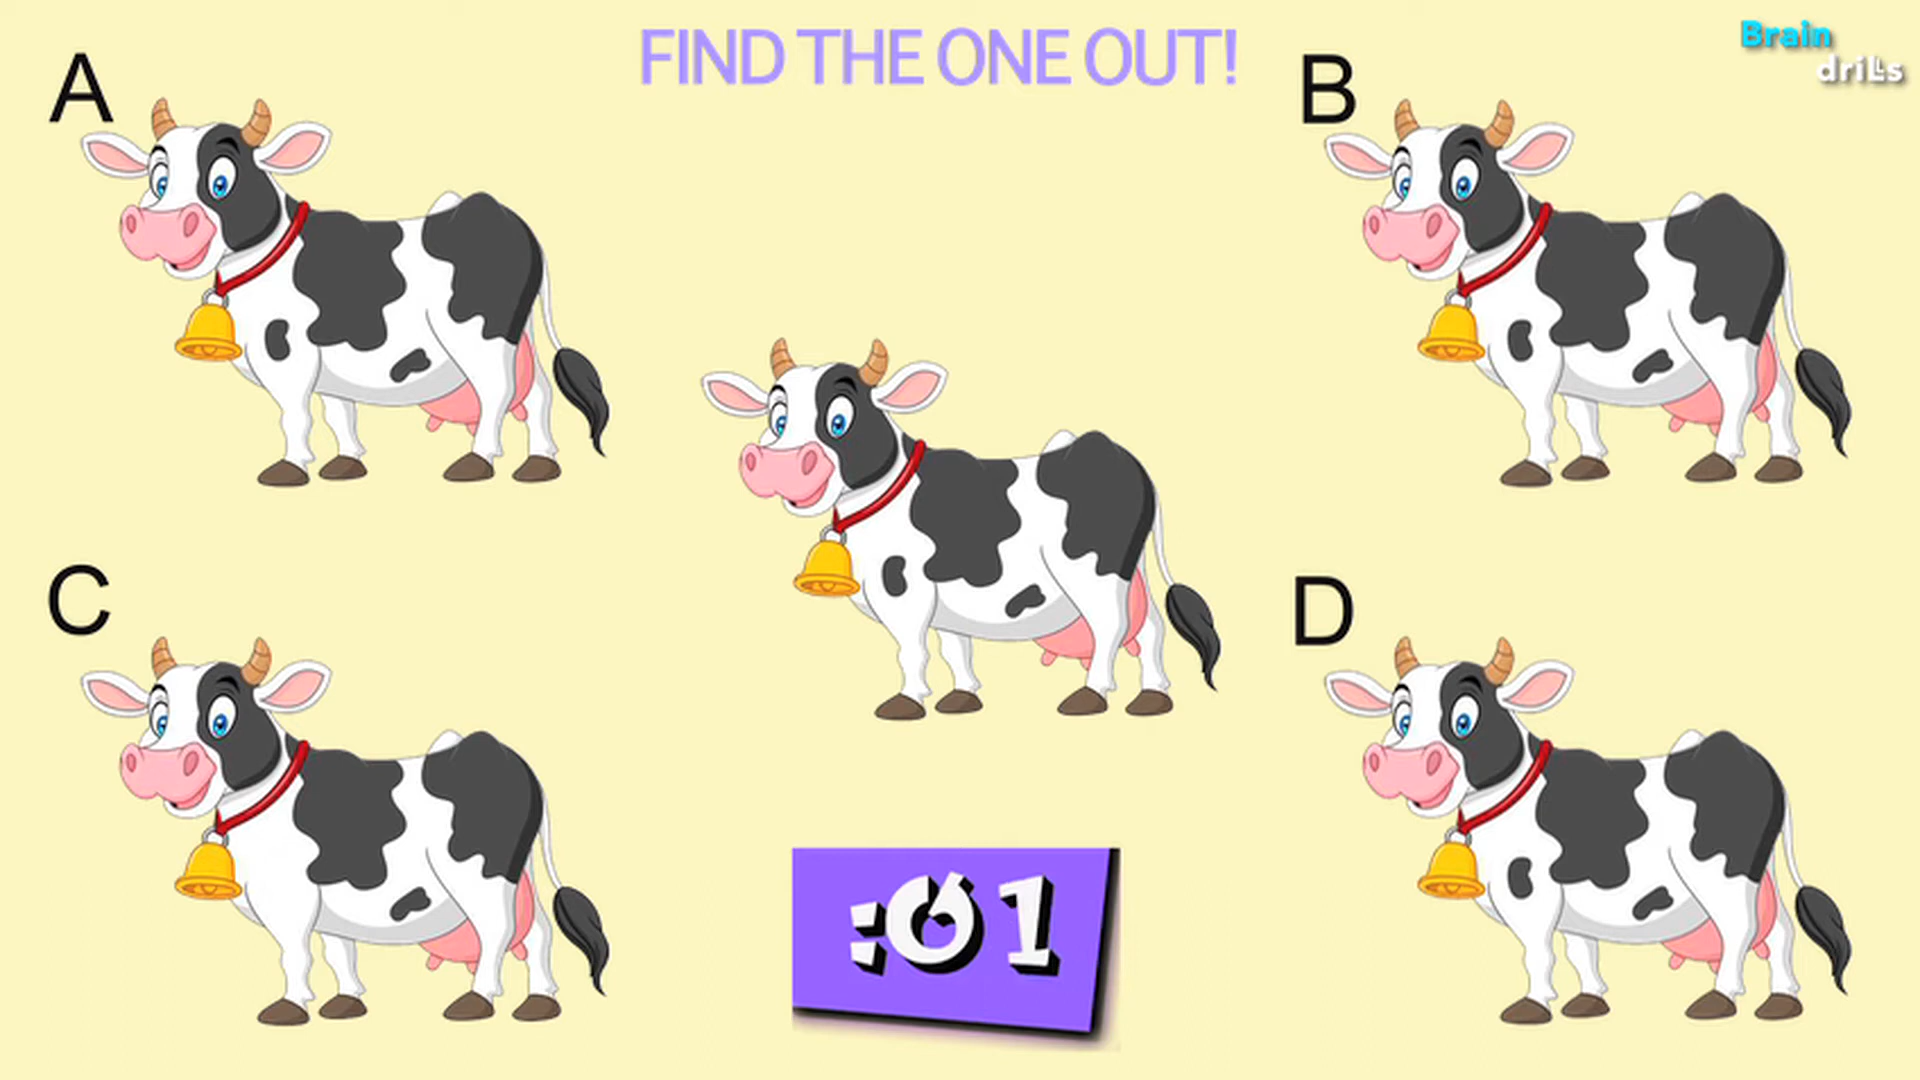 FIND THE ONE OUT!
Brain
drills
A
B
C
D
:01